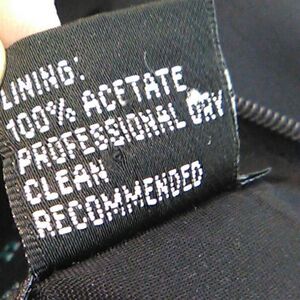 LINING:
100% ACETATE
PROFESSIONAL DRY
CLEAN
RECOMMENDED